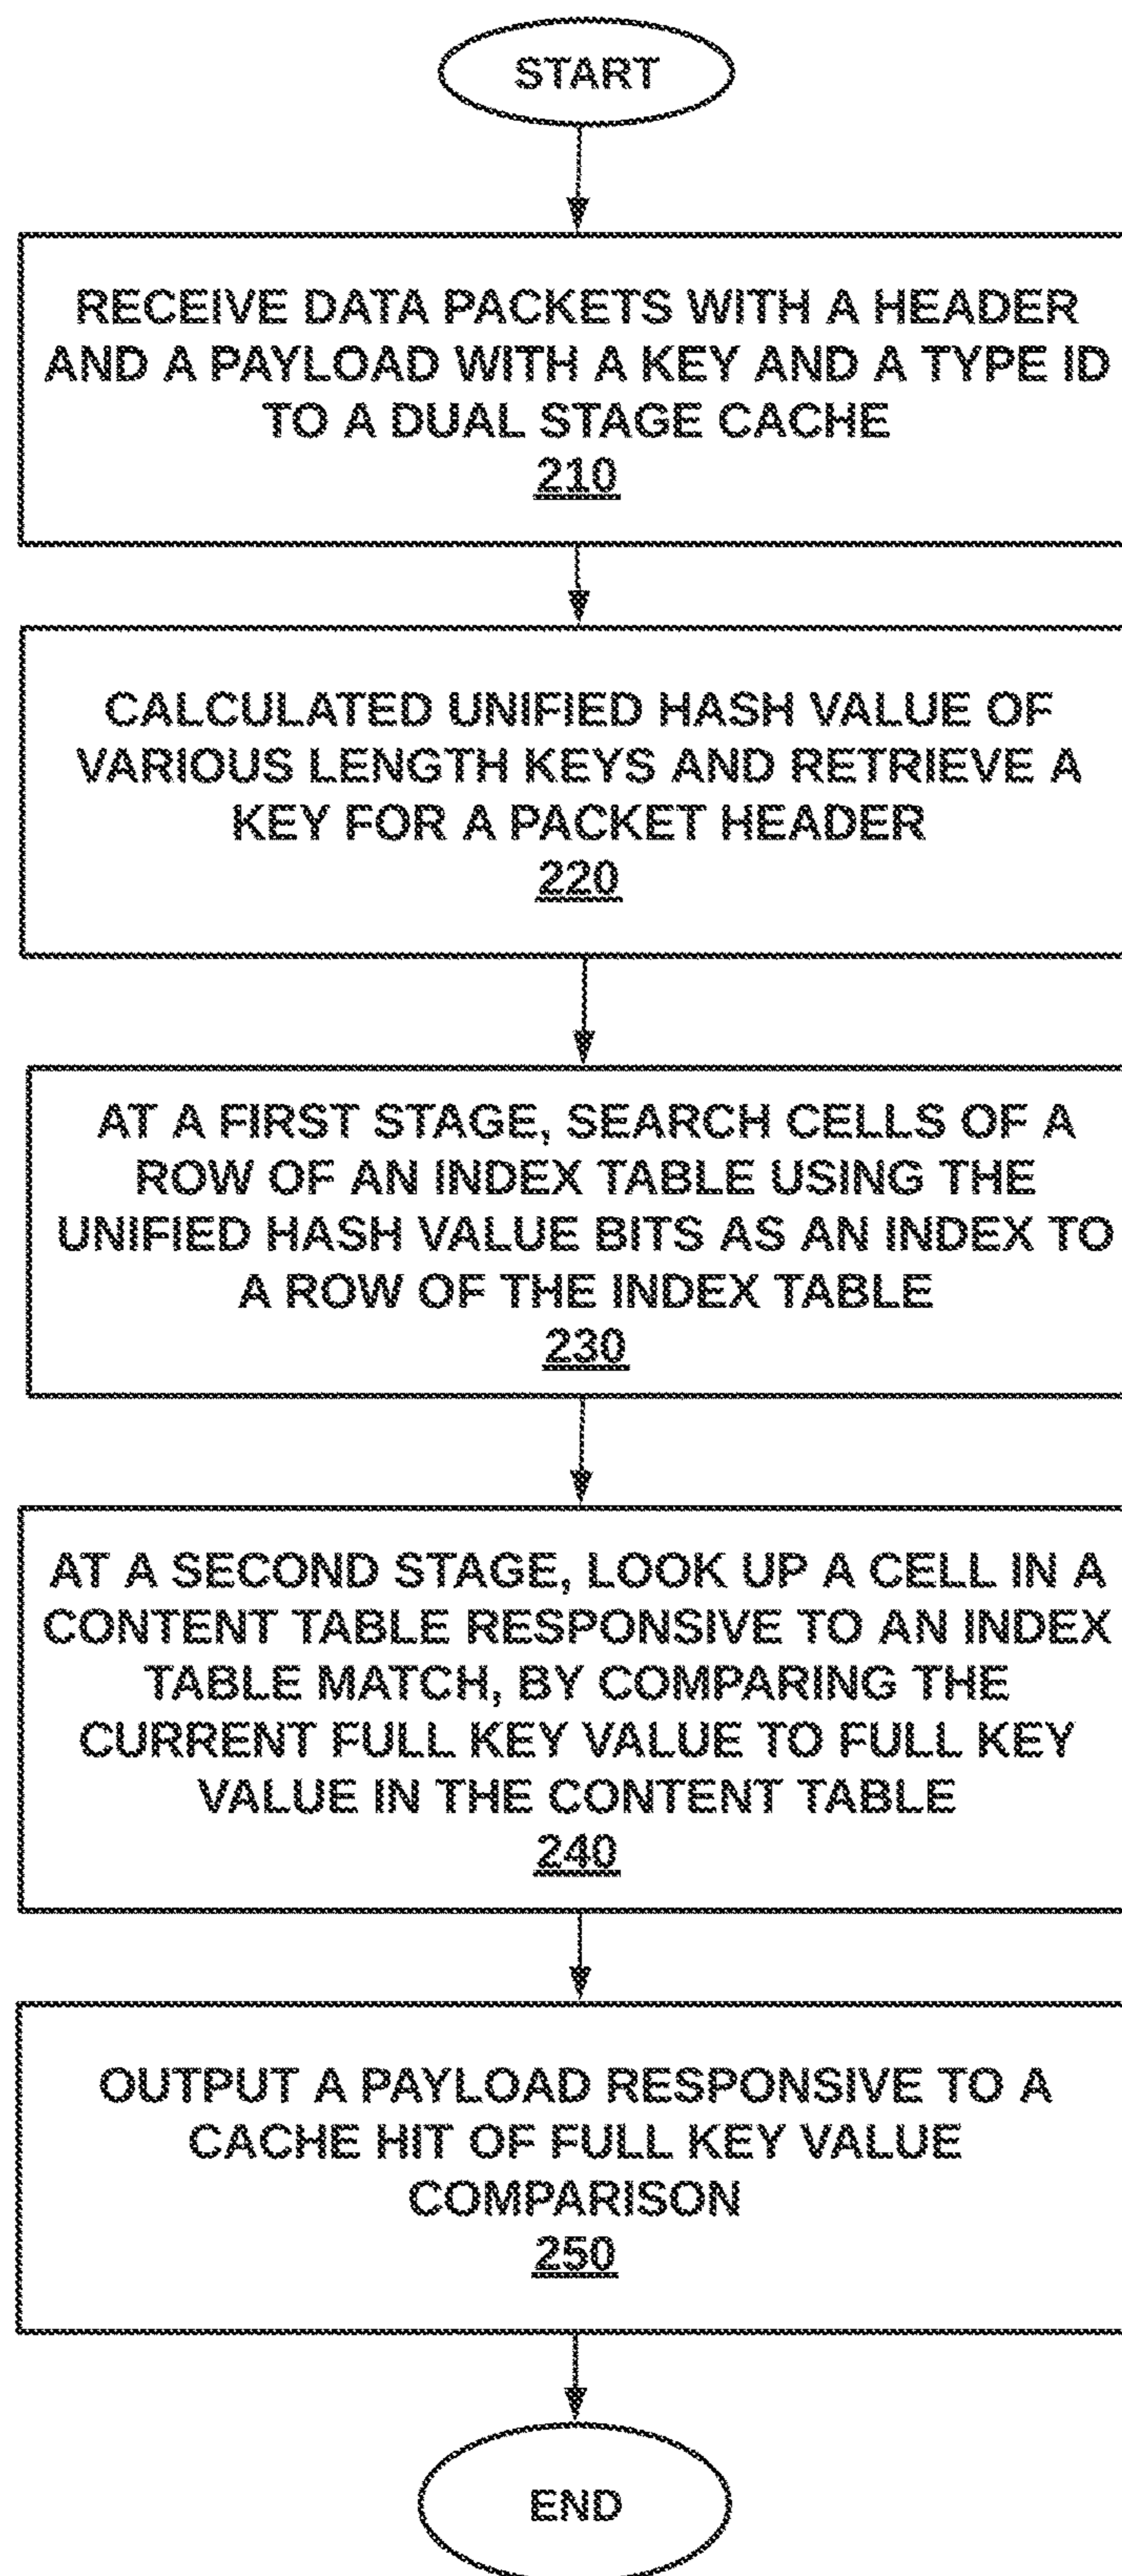 START
RECEIVE DATA PACKETS WITH A HEADER
AND A PAYLOAD WITH A KEY AND A TYPE ID
TO A DUAL STAGE CACHE
210
CALCULATED UNIFIED HASH VALUE OF
VARIOUS LENGTH KEYS AND RETRIEVE A
KEY FOR A PACKET HEADER
220
AT A FIRST STAGE, SEARCH CELLS OF A
ROW OF AN INDEX TABLE USING THE
UNIFIED HASH VALUE BITS AS AN INDEX TO
A ROW OF THE INDEX TABLE
230
AT A SECOND STAGE, LOOK UP A CELL IN A
CONTENT TABLE RESPONSIVE TO AN INDEX
TABLE MATCH, BY COMPARING THE
CURRENT FULL KEY VALUE TO FULL KEY
VALUE IN THE CONTENT TABLE
240
OUTPUT A PAYLOAD RESPONSIVE TO A
CACHE HIT OF FULL KEY VALUE
COMPARISON
250
END